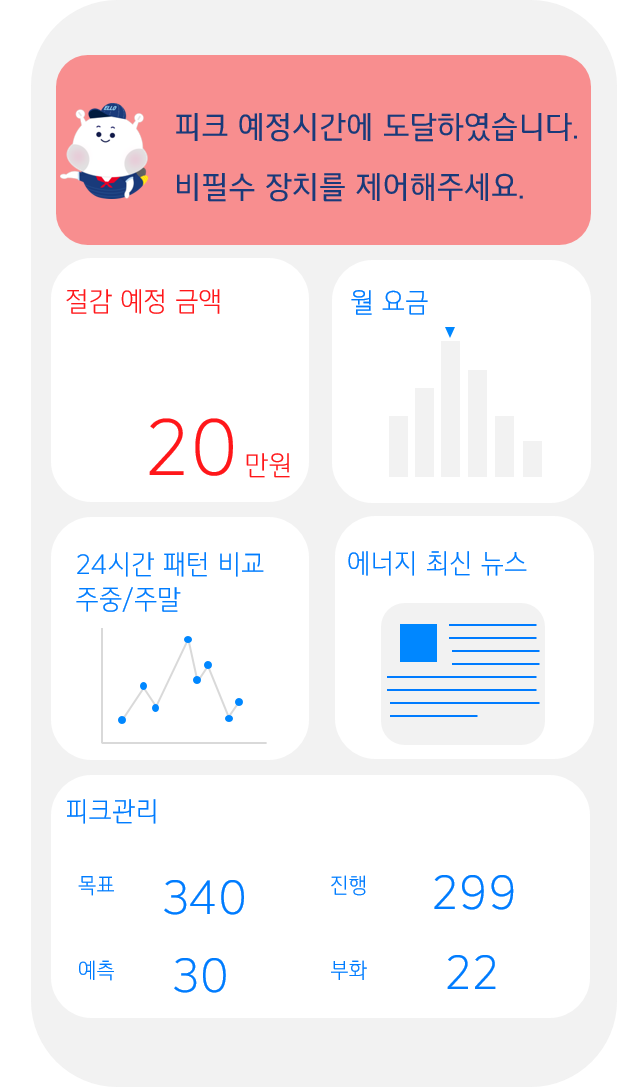 ELLO
피크 예정시간에 도달하였습니다.
비필수 장치를 제어해주세요.
절감 예정 금액
20 만원
월 요금
24시간 패턴 비교
주중/주말
에너지 최신 뉴스
피크관리
목표 340 진행 299
예측 30 부화 22